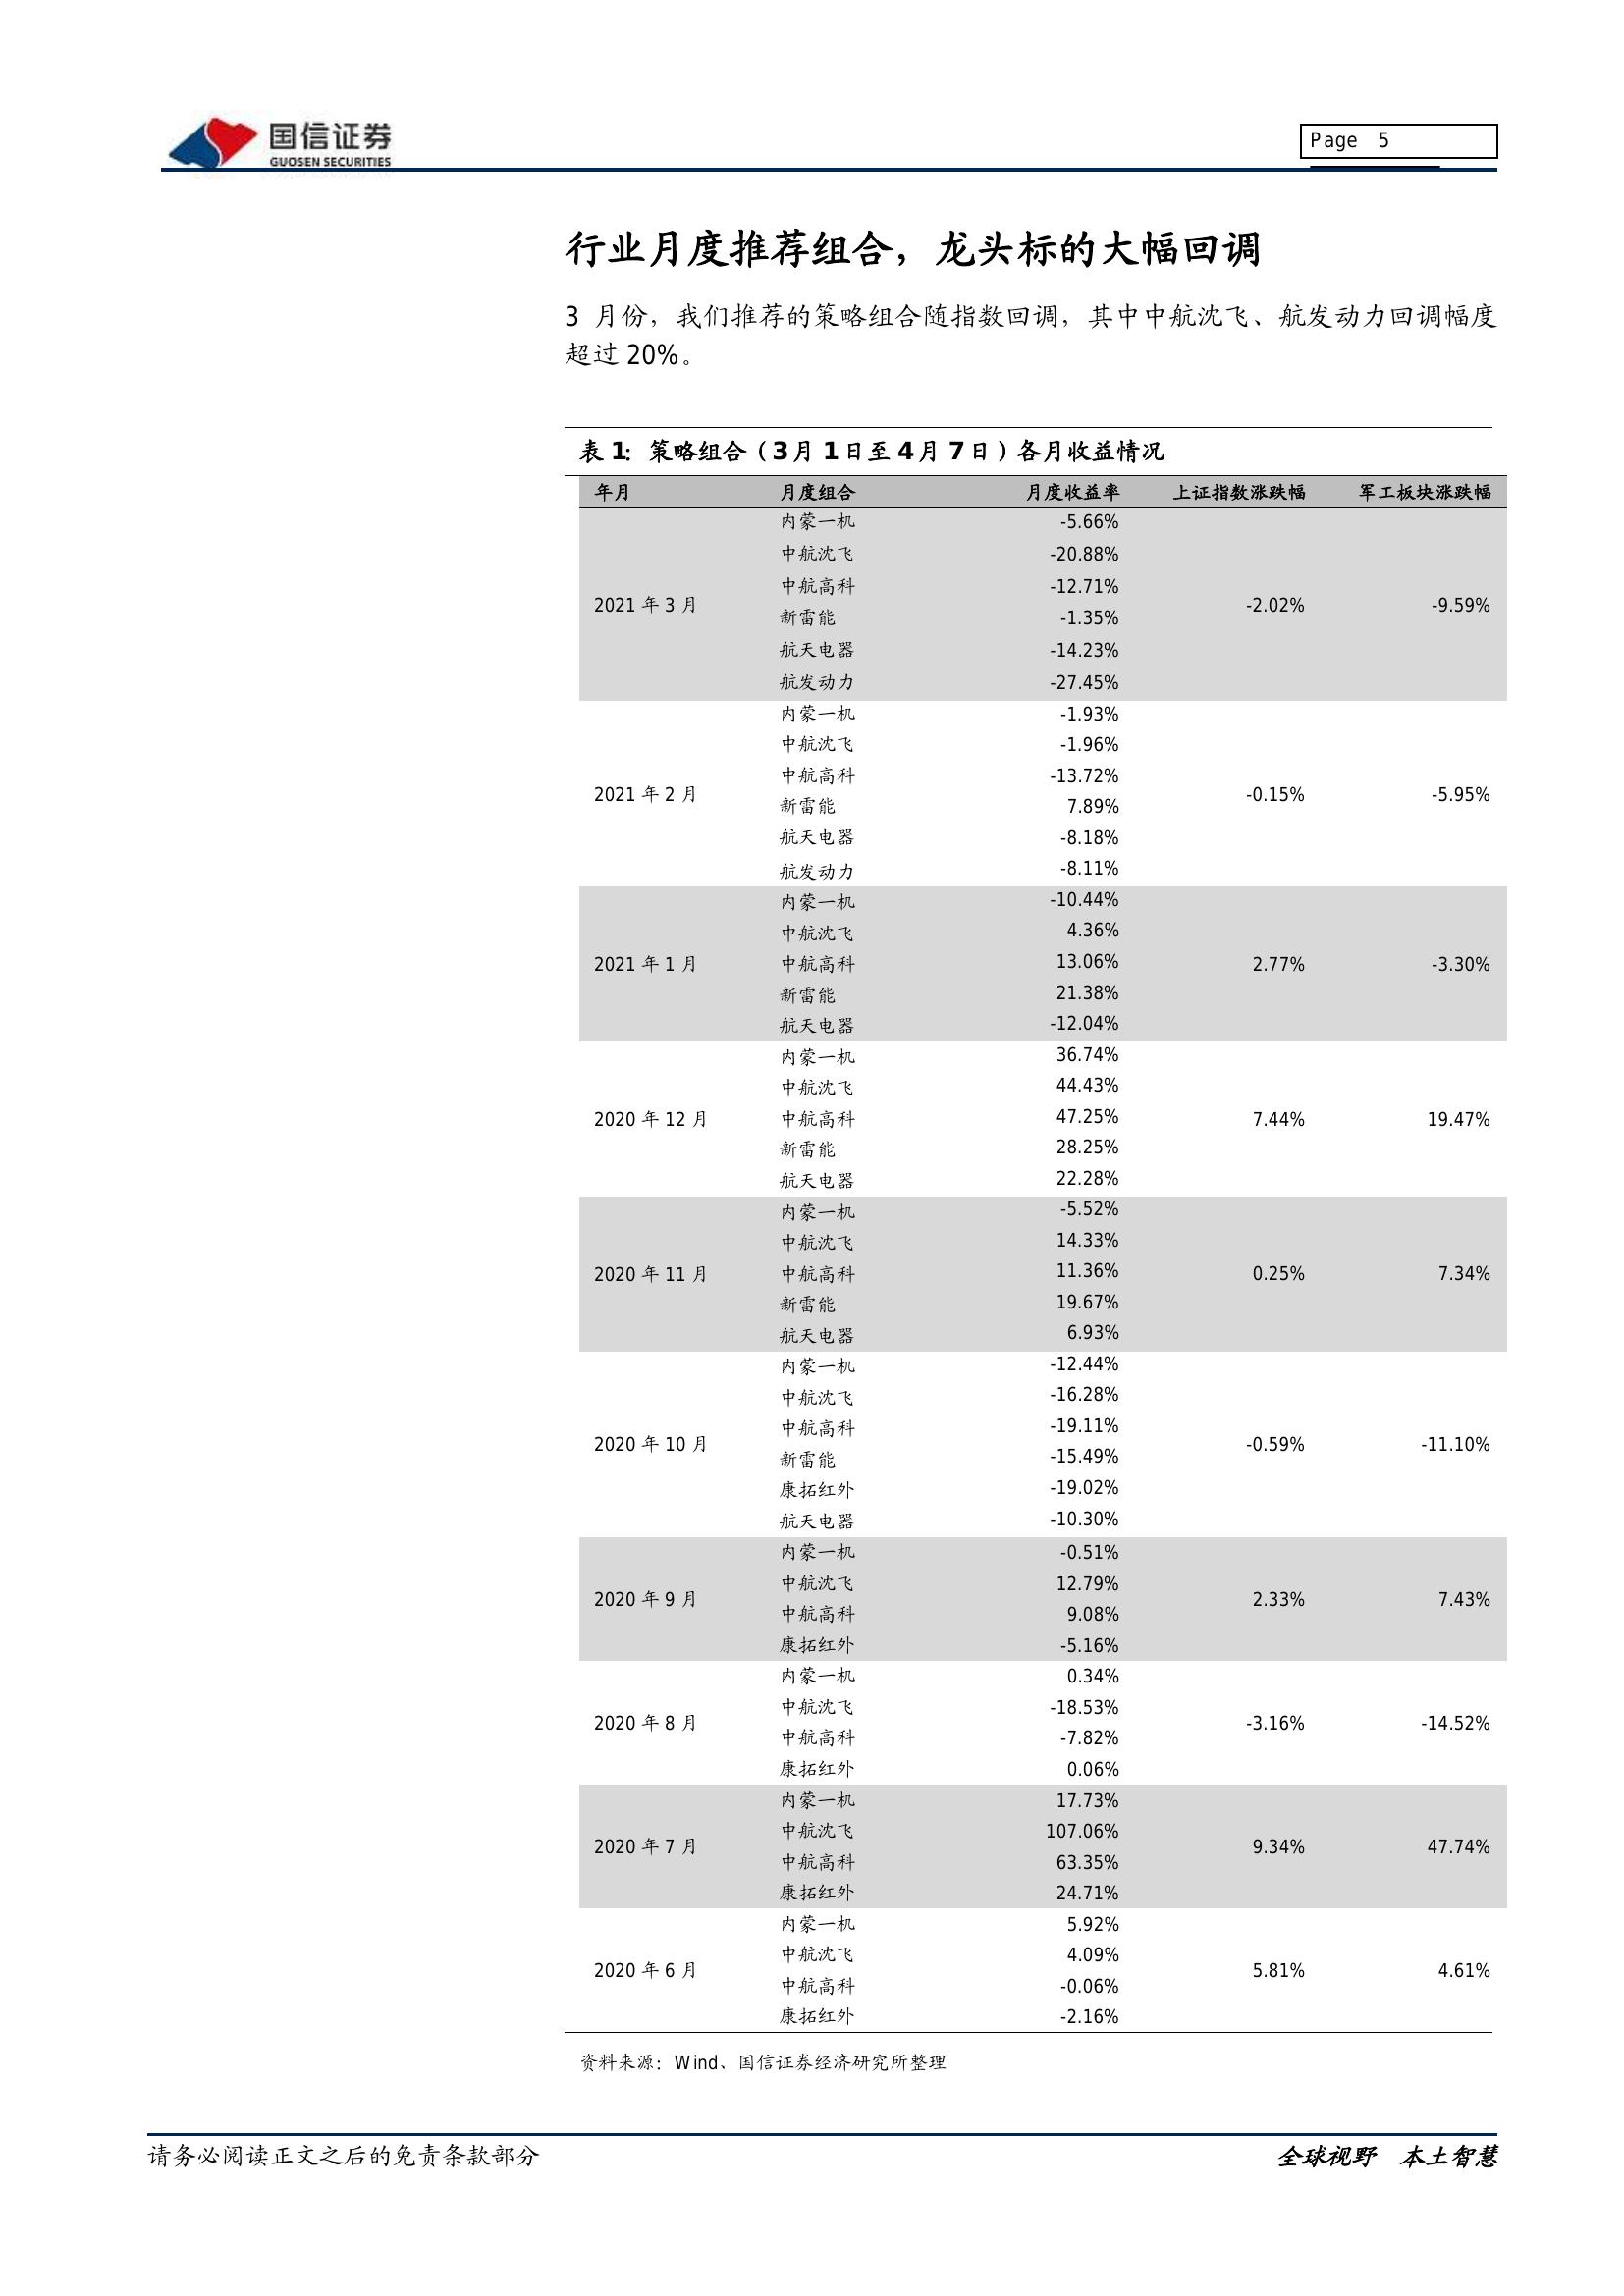 国信证券
GUOSEN SECURITIES
Page 5
行业月度推荐组合，龙头标的大幅回调
3 月份，我们推荐的策略组合随指数回调，其中中航沈飞、航发动力回调幅度
超过 20%。
表 1：策略组合（3 月 1 日至 4 月 7 日）各月收益情况
年月 月度组合 月度收益率 上证指数涨跌幅 军工板块涨跌幅
内蒙一机 -5.66%
中航沈飞 -20.88%
中航高科 -12.71%
2021 年 3 月 -2.02% -9.59%
新雷能 -1.35%
航天电器 -14.23%
航发动力 -27.45%
内蒙一机 -1.93%
中航沈飞 -1.96%
中航高科 -13.72%
2021 年 2 月 -0.15% -5.95%
新雷能 7.89%
航天电器 -8.18%
航发动力 -8.11%
内蒙一机 -10.44%
中航沈飞 4.36%
2021 年 1 月 中航高科 13.06% 2.77% -3.30%
新雷能 21.38%
航天电器 -12.04%
内蒙一机 36.74%
中航沈飞 44.43%
2020 年 12 月 中航高科 47.25% 7.44% 19.47%
新雷能 28.25%
航天电器 22.28%
内蒙一机 -5.52%
中航沈飞 14.33%
2020 年 11 月 中航高科 11.36% 0.25% 7.34%
新雷能 19.67%
航天电器 6.93%
内蒙一机 -12.44%
中航沈飞 -16.28%
中航高科 -19.11%
2020 年 10 月 -0.59% -11.10%
新雷能 -15.49%
康拓红外 -19.02%
航天电器 -10.30%
内蒙一机 -0.51%
中航沈飞 12.79%
2020 年 9 月 2.33% 7.43%
中航高科 9.08%
康拓红外 -5.16%
内蒙一机 0.34%
中航沈飞 -18.53%
2020 年 8 月 -3.16% -14.52%
中航高科 -7.82%
康拓红外 0.06%
内蒙一机 17.73%
中航沈飞 107.06%
2020 年 7 月 9.34% 47.74%
中航高科 63.35%
康拓红外 24.71%
内蒙一机 5.92%
中航沈飞 4.09%
2020 年 6 月 5.81% 4.61%
中航高科 -0.06%
康拓红外 -2.16%
资料来源：Wind、国信证券经济研究所整理
请务必阅读正文之后的免责条款部分
全球视野 本土智慧